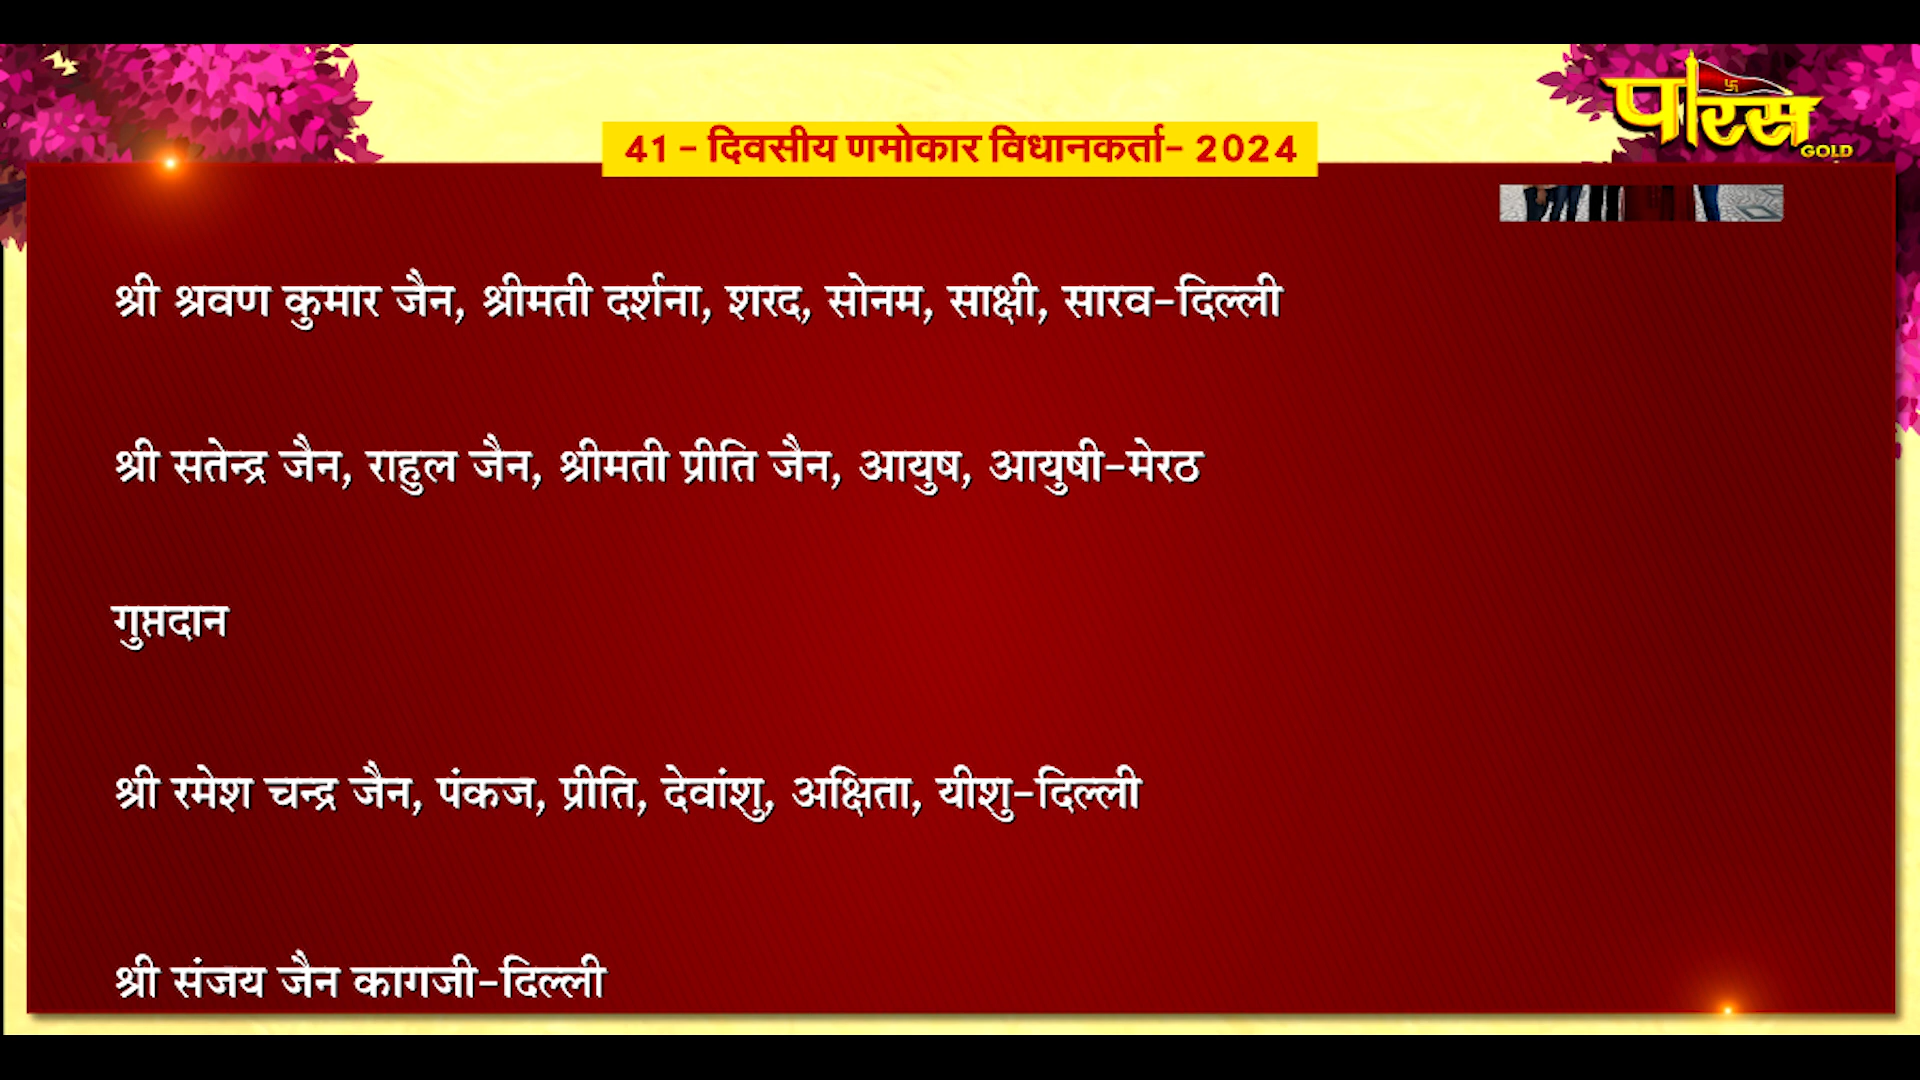 पारस
GOLD
41 - दिवसीय णमोकार विधानकर्ता- 2024
श्री श्रवण कुमार जैन, श्रीमती दर्शना, शरद, सोनम, साक्षी, सारव-दिल्ली
श्री सतेन्द्र जैन, राहुल जैन, श्रीमती प्रीति जैन, आयुष, आयुषी-मेरठ
गुप्तदान
श्री रमेश चन्द्र जैन, पंकज, प्रीति, देवांशु, अक्षिता, यीशु-दिल्ली
श्री संजय जैन कागजी-दिल्ली